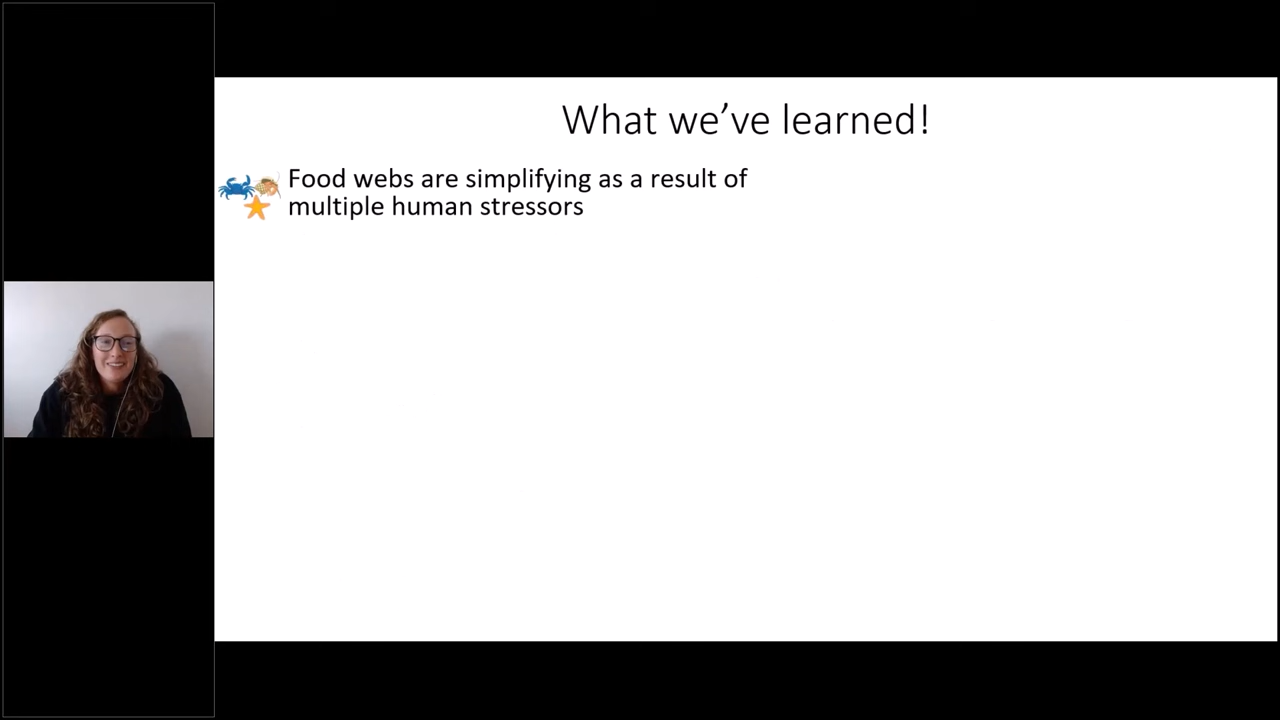 What we’ve learned!
Food webs are simplifying as a result of
multiple human stressors